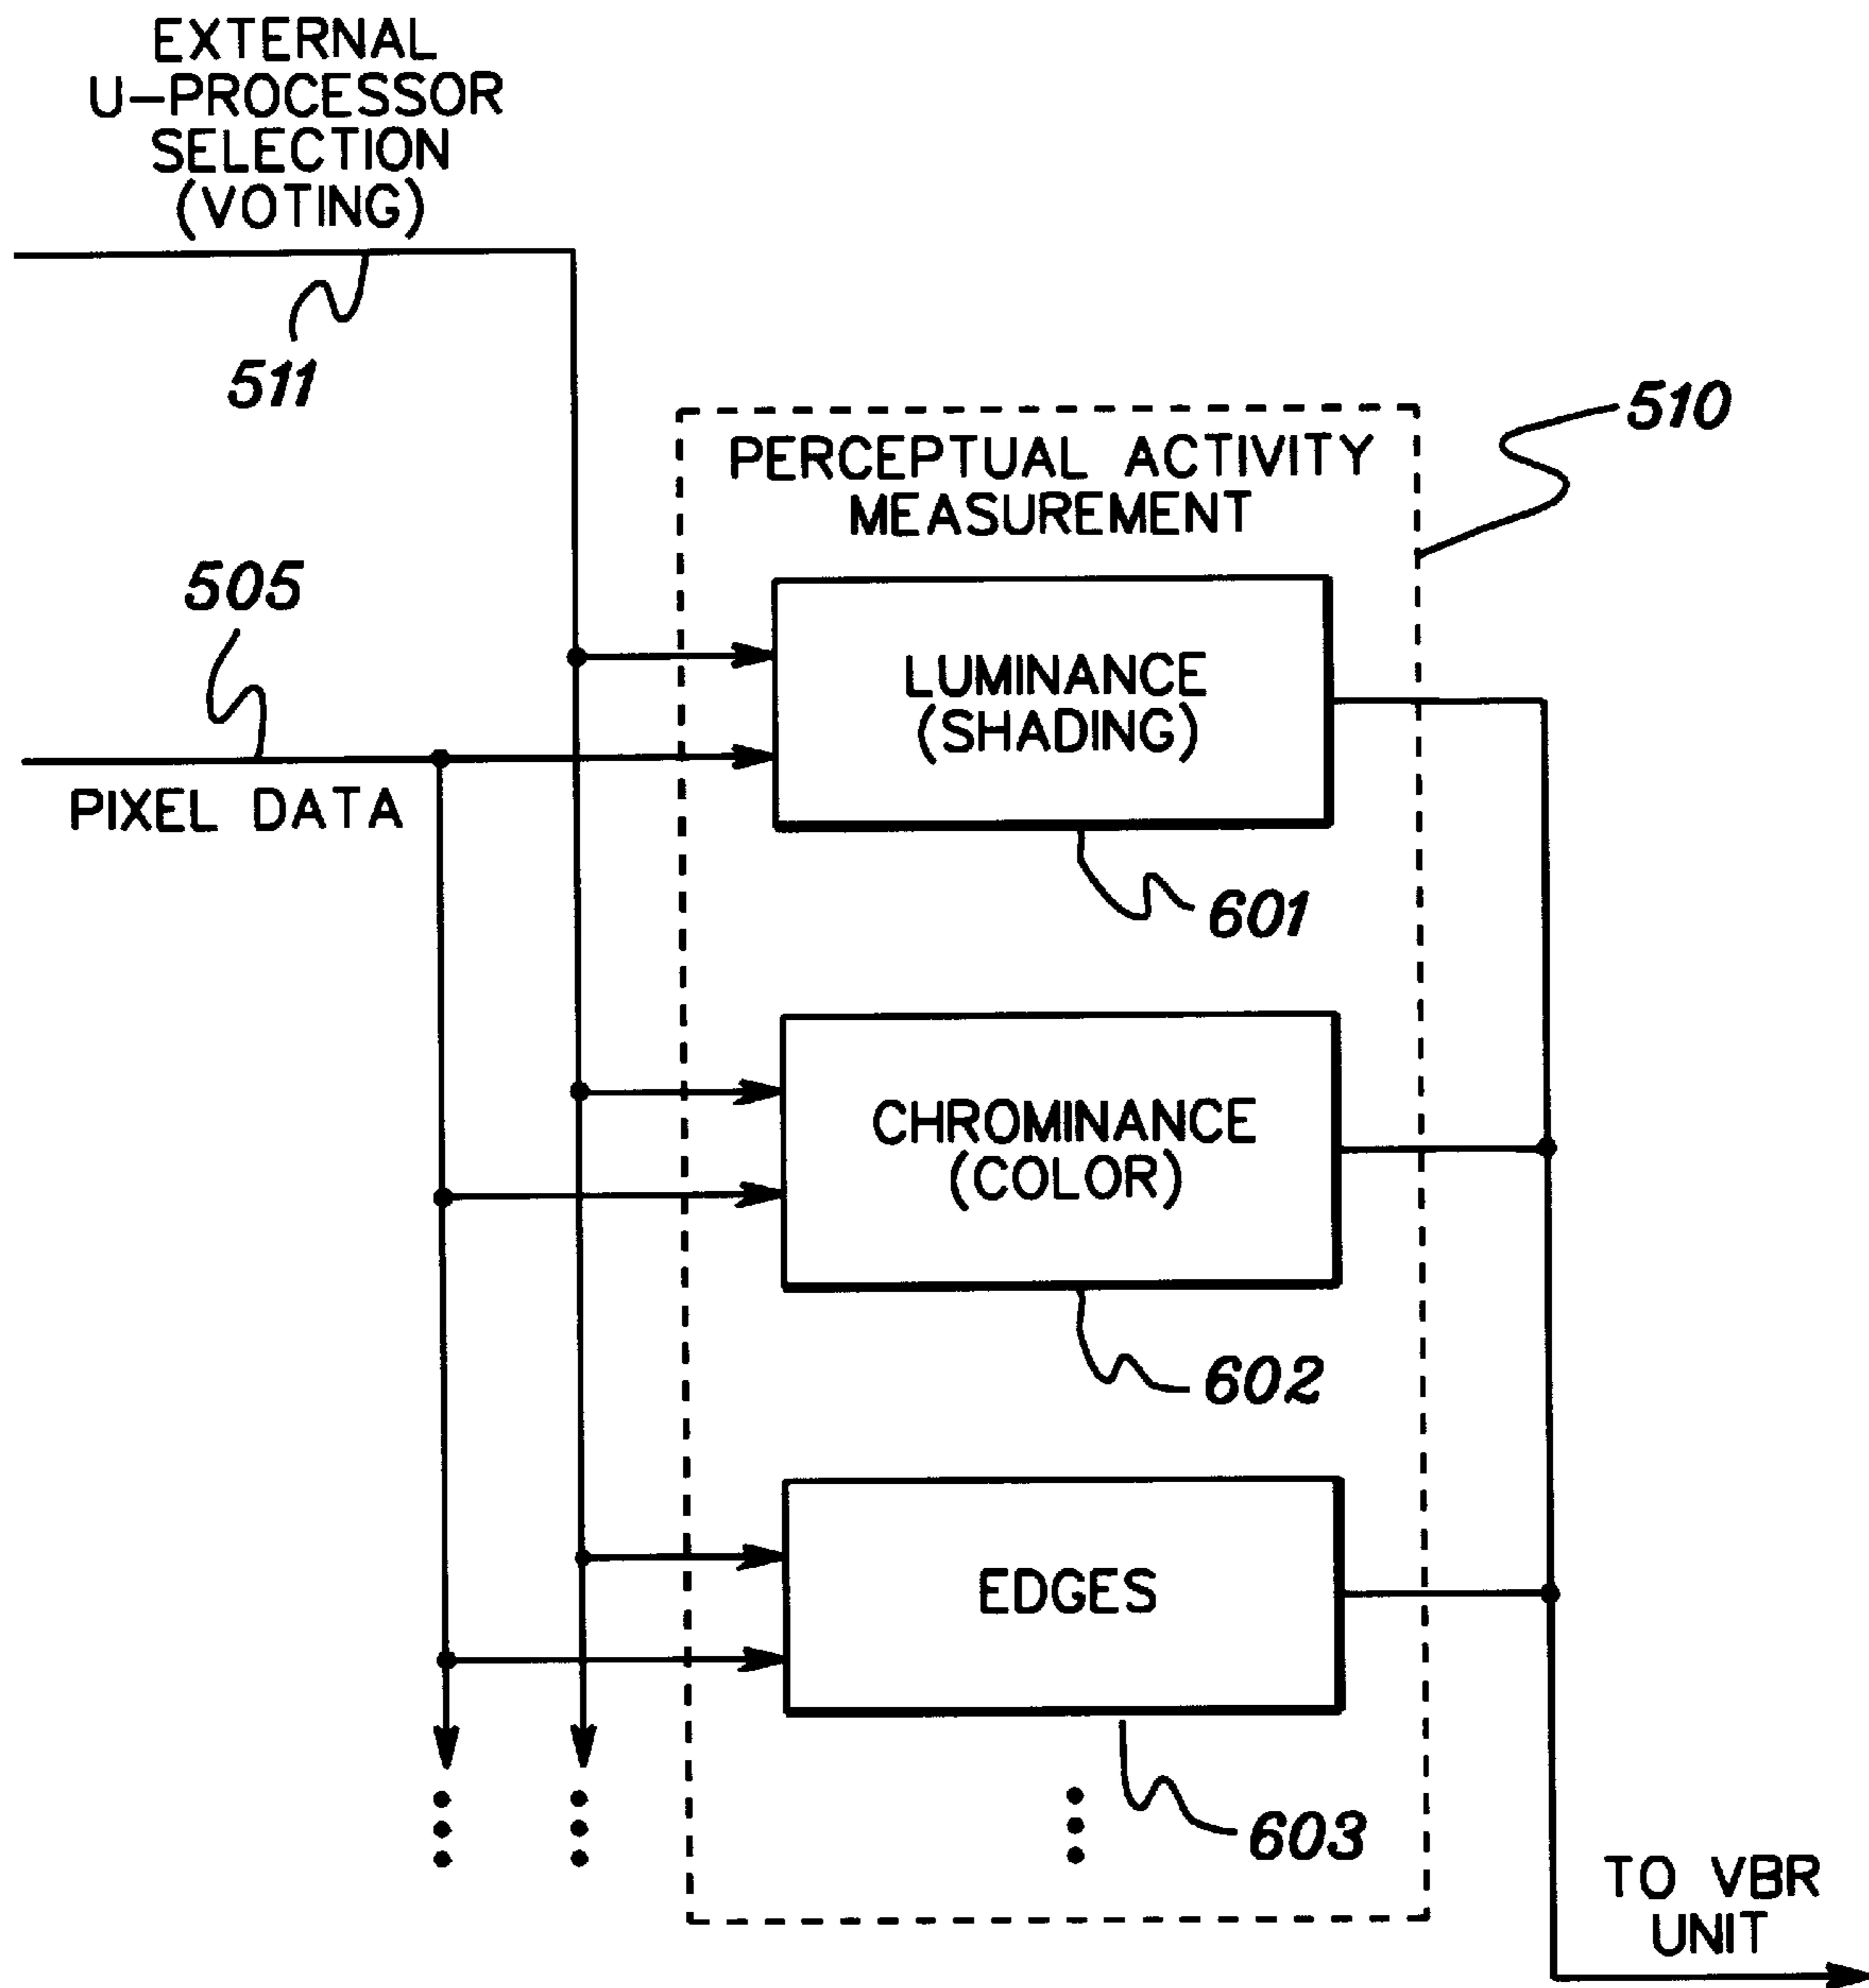 EXTERNAL
U-PROCESSOR
SELECTION
(VOTING)
511
510
PERCEPTUAL ACTIVITY
MEASUREMENT
505
LUMINANCE
(SHADING)
PIXEL DATA
601
CHROMINANCE
(COLOR)
602
EDGES
603
TO VBR
UNIT